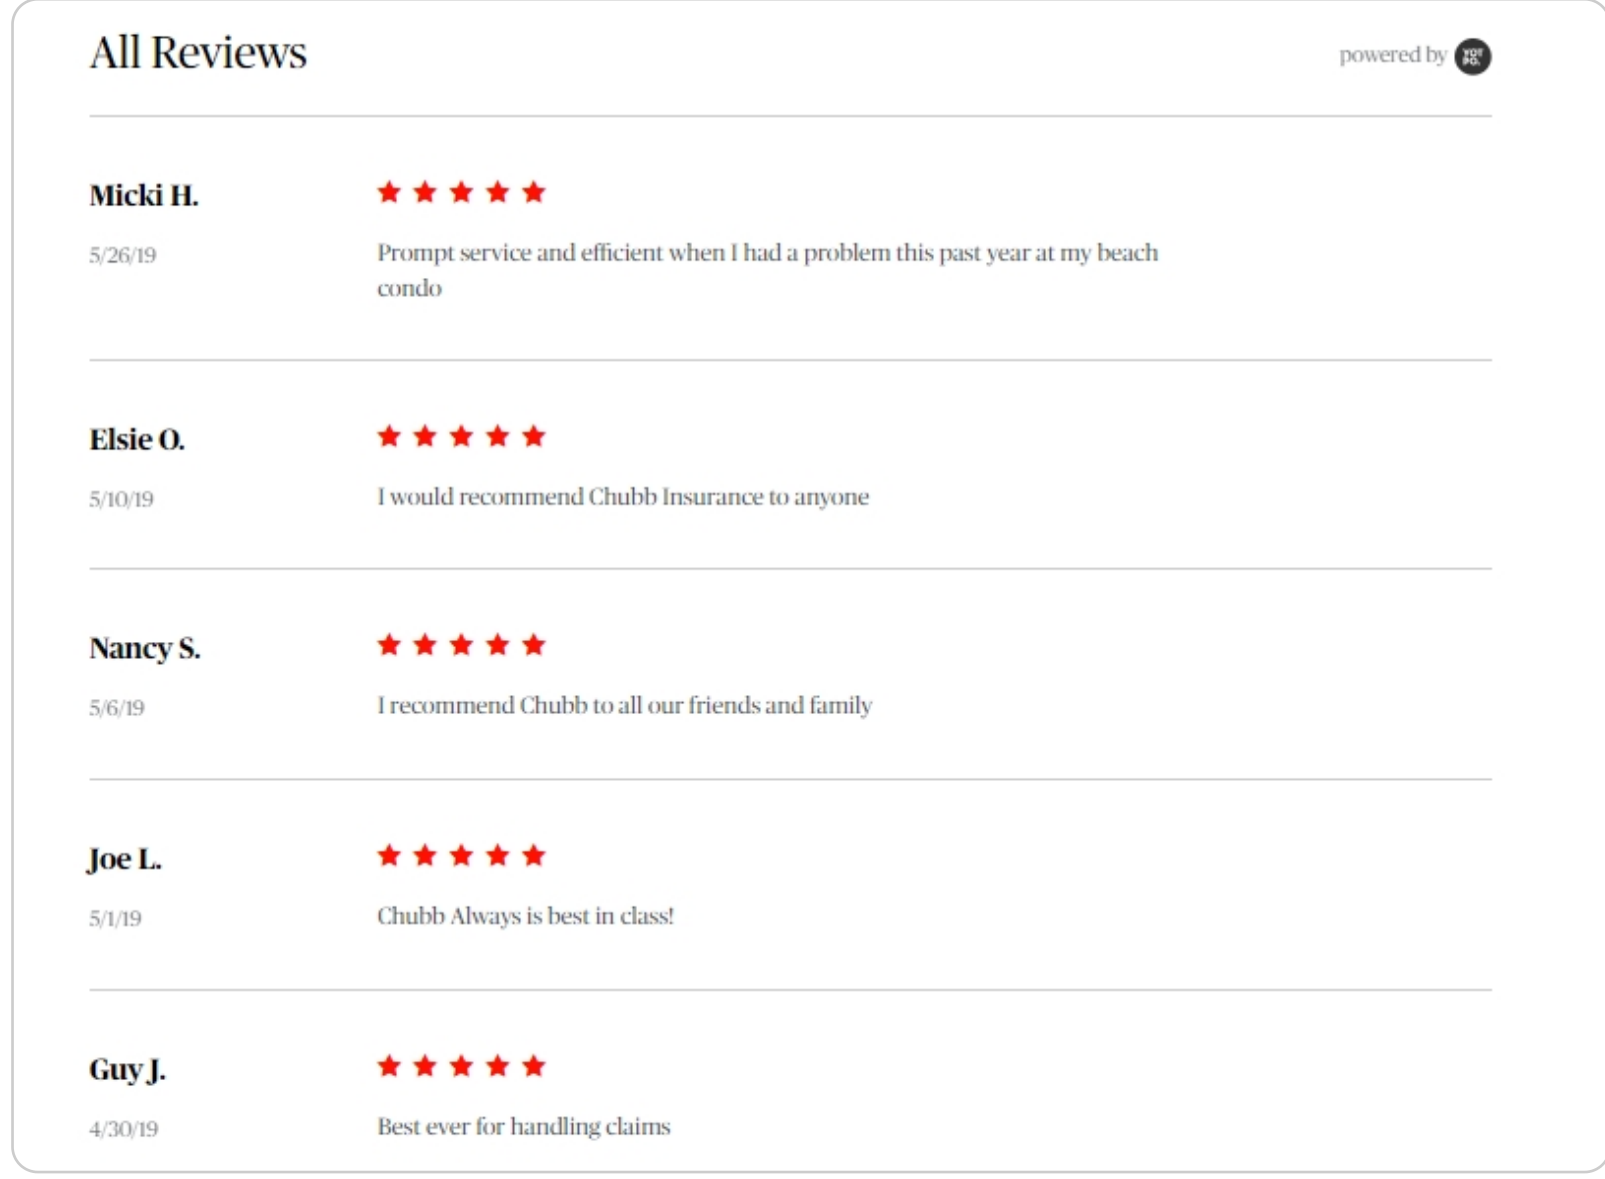 All Reviews
powered by YOT
PO.
Micki H.
5/26/19
Prompt service and efficient when I had a problem this past year at my beach
condo
Elsie O.
5/10/19
I would recommend Chubb Insurance to anyone
Nancy S.
5/6/19
I recommend Chubb to all our friends and family
Joe L.
5/1/19
Chubb Always is best in class!
Guy J.
4/30/19
Best ever for handling claims